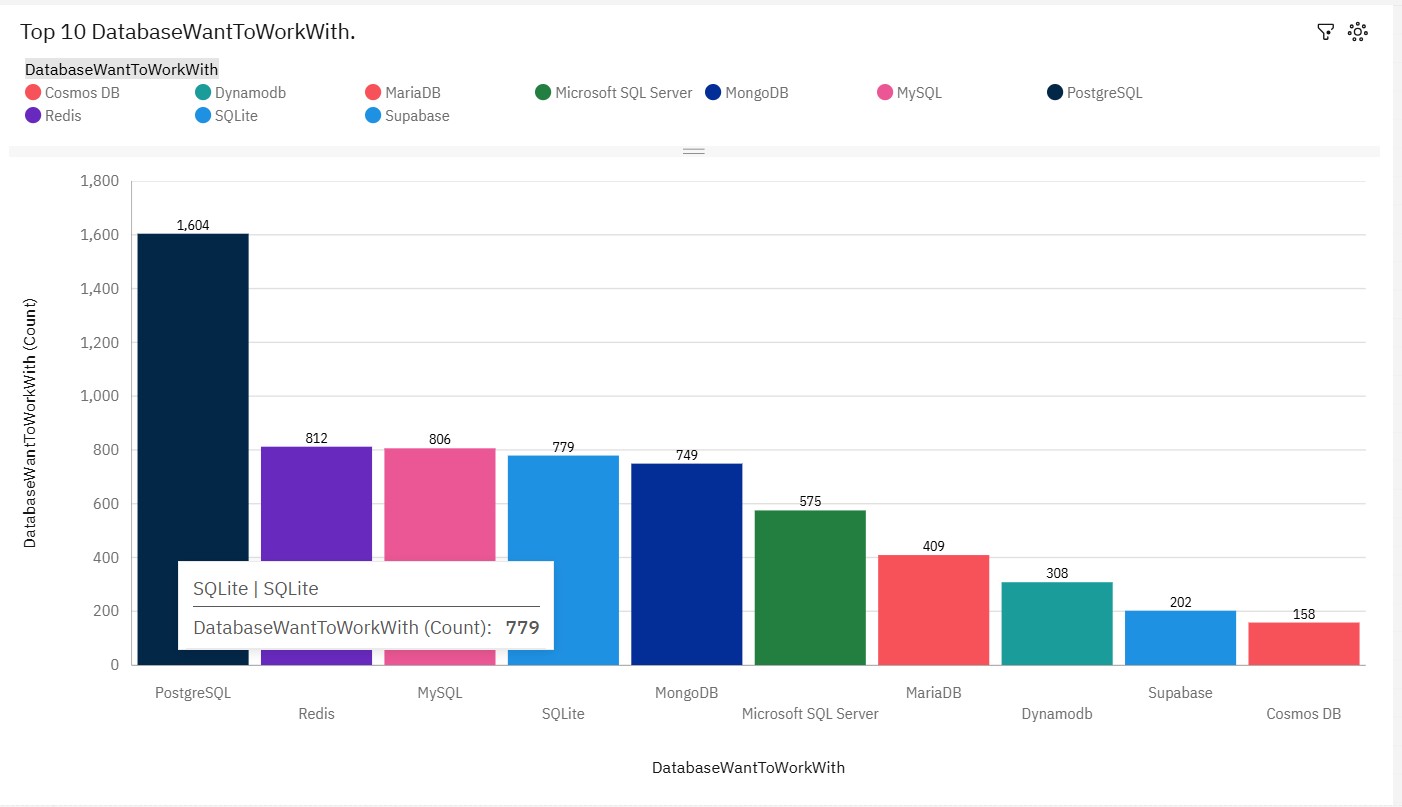 Top 10 DatabaseWantToWorkWith.
DatabaseWantToWorkWith
Cosmos DB Dynamodb MariaDB Microsoft SQL Server MongoDB MySQL PostgreSQL
Redis SQLite Supabase
DatabaseWantToWorkWith (Count)
1,800
1,600
1,400
1,200
1,000
800
600
400
200
0
1,604
812
806
779
749
575
409
308
202
158
SQLite | SQLite
DatabaseWantToWorkWith (Count): 779
PostgreSQL MySQL MongoDB MariaDB Supabase
Redis SQLite Microsoft SQL Server Dynamodb Cosmos DB
DatabaseWantToWorkWith